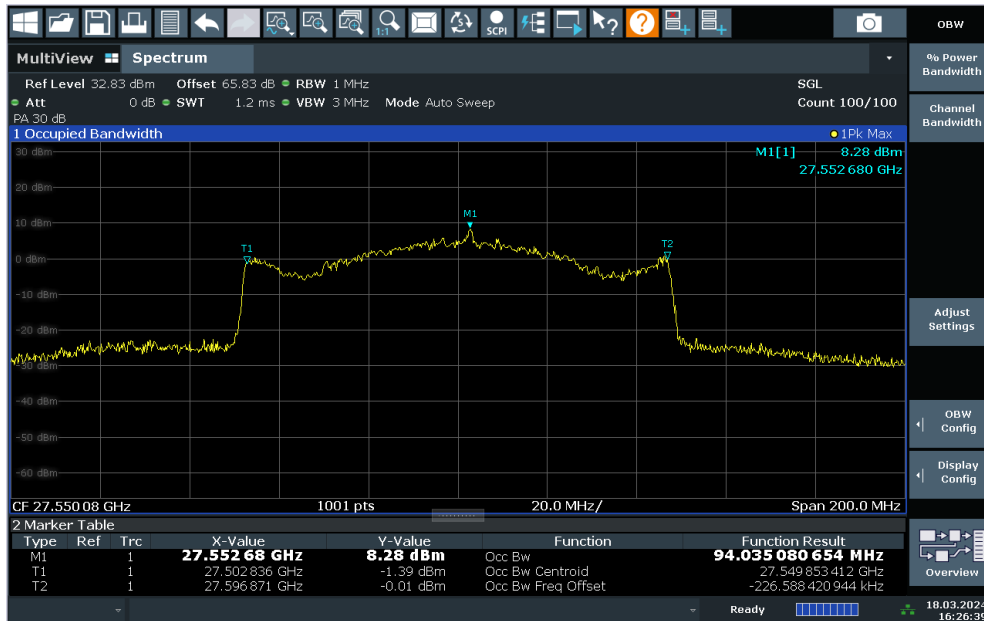 1:1
SCPI
OBW
MultiView Spectrum
% Power
Bandwidth
Ref Level 32.83 dBm Offset 65.83 dB RBW 1 MHz SGL
Att 0 dB SWT 1.2 ms VBW 3 MHz Mode Auto Sweep Count 100/100
PA 30 dB
Channel
Bandwidth
1 Occupied Bandwidth 1Pk Max
30 dBm M1[1] 8.28 dBm
27.552 680 GHz
20 dBm
M1
10 dBm
T1 T2
0 dBm
-10 dBm
Adjust
Settings
-20 dBm
-30 dBm
-40 dBm
OBW
Config
-50 dBm
Display
Config
-60 dBm
CF 27.550 08 GHz 1001 pts 20.0 MHz/ Span 200.0 MHz
2 Marker Table
Type Ref Trc X-Value Y-Value Function Function Result
M1 1 27.552 68 GHz 8.28 dBm Occ Bw 94.035 080 654 MHz
T1 1 27.502 836 GHz -1.39 dBm Occ Bw Centroid 27.549 853 412 GHz
T2 1 27.596 871 GHz -0.01 dBm Occ Bw Freq Offset -226.588 420 944 kHz
Overview
Ready 18.03.2024
16:26:39